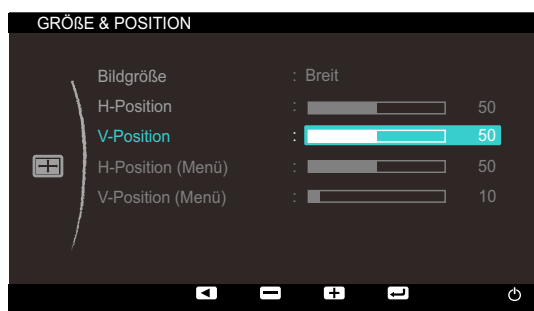 GRÖßE & POSITION
Bildgröße : Breit
H-Position : 50
V-Position : 50
H-Position (Menü) : 50
V-Position (Menü) : 10